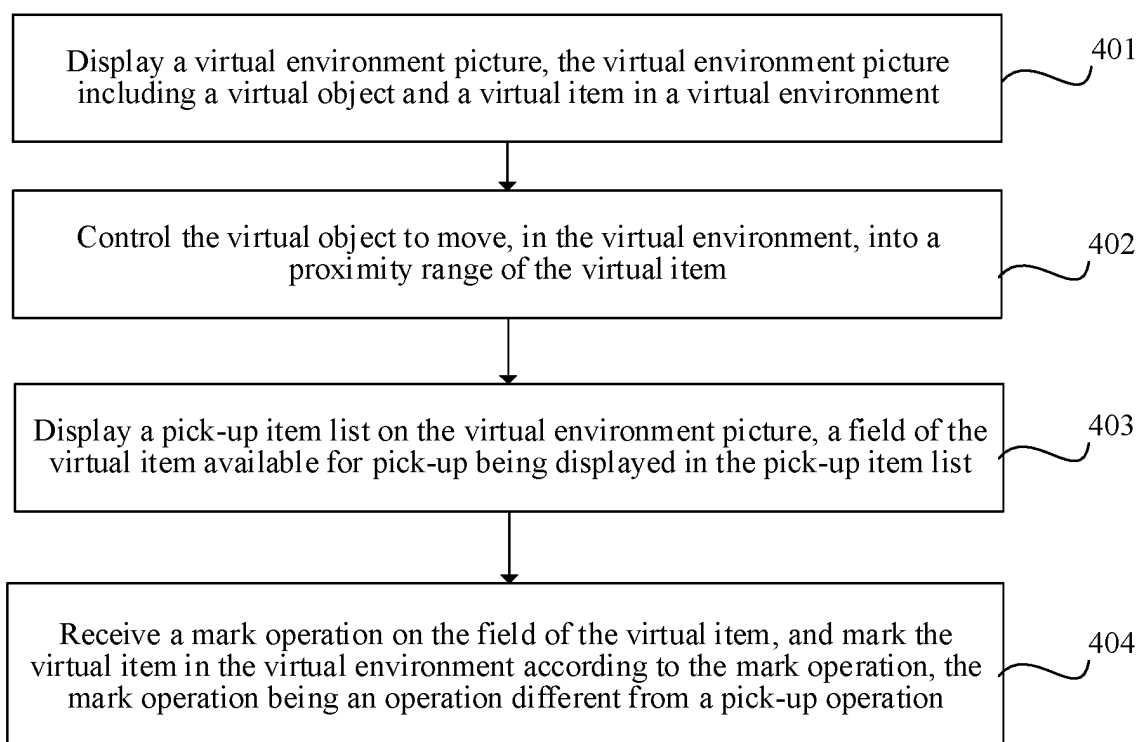 Display a virtual environment picture, the virtual environment picture
including a virtual object and a virtual item in a virtual environment
401
Control the virtual object to move, in the virtual environment, into a
proximity range of the virtual item
402
Display a pick-up item list on the virtual environment picture, a field of the
virtual item available for pick-up being displayed in the pick-up item list
403
Receive a mark operation on the field of the virtual item, and mark the
virtual item in the virtual environment according to the mark operation, the
mark operation being an operation different from a pick-up operation
404